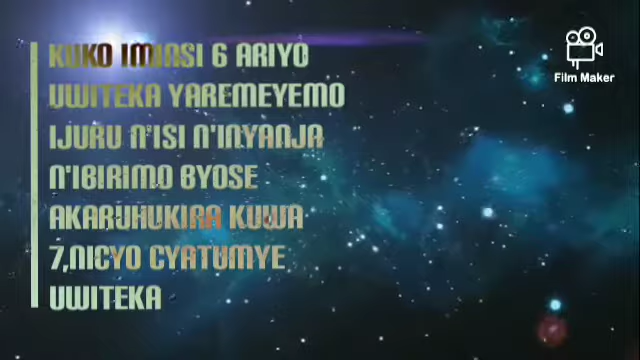 KUKO IMINSI 6 ARIYO
UWITEKA YAREMEYEMO
IJURU N'ISI N'INYANJA
N'IBIRIMO BYOSE
AKARUHUKIRA KUWA
7,NICYO CYATUMYE
UWITEKA
Film Maker